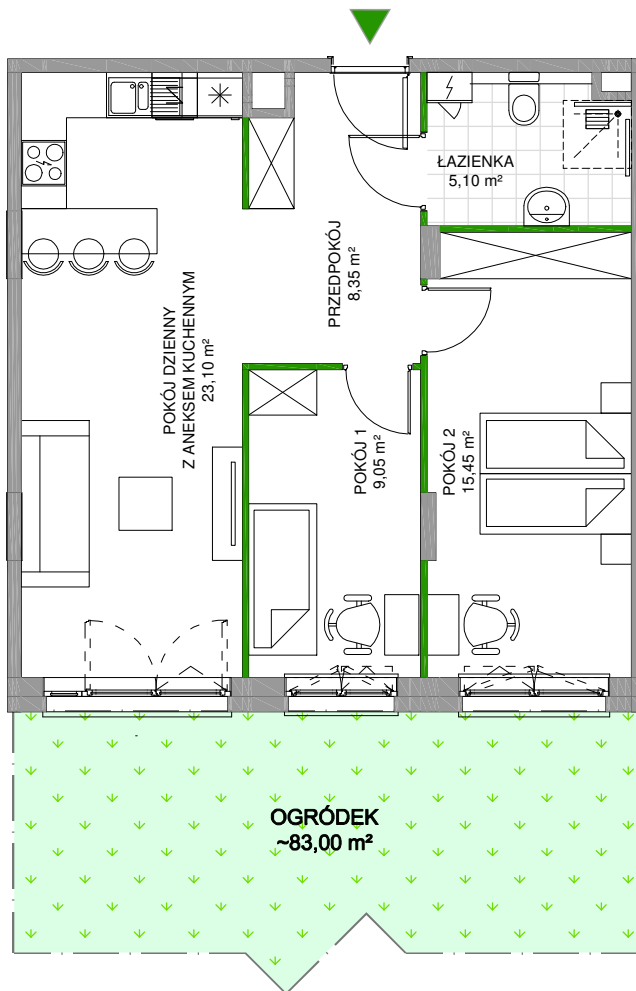 ŁAZIENKA
5,10 m²
PRZEDPOKÓJ
8,35 m²
POKÓJ DZIENNY
Z ANEKSEM KUCHENNYM
23,10 m²
POKÓJ 1
9,05 m²
POKÓJ 2
15,45 m²
OGRÓDEK
~83,00 m²